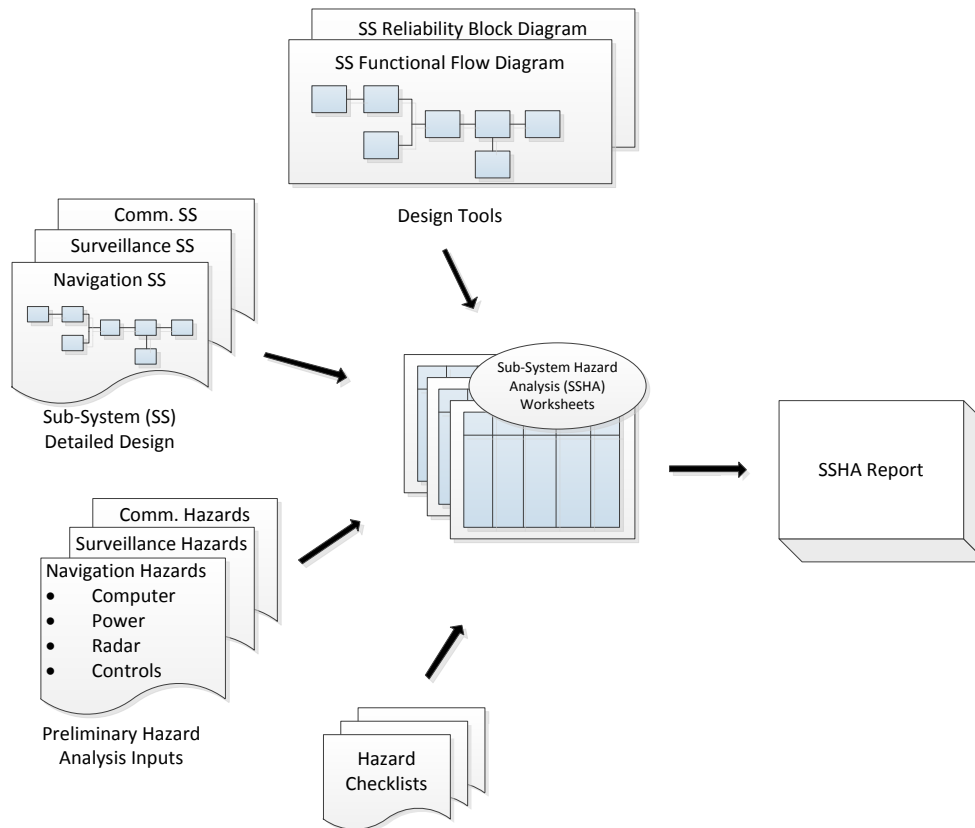 SS Reliability Block Diagram
SS Functional Flow Diagram
Design Tools
Comm. SS
Surveillance SS
Navigation SS
Sub-System (SS)
Detailed Design
Sub-System Hazard
Analysis (SSHA)
Worksheets
SSHA Report
Comm. Hazards
Surveillance Hazards
Navigation Hazards
• Computer
• Power
• Radar
• Controls
Preliminary Hazard
Analysis Inputs
Hazard
Checklists